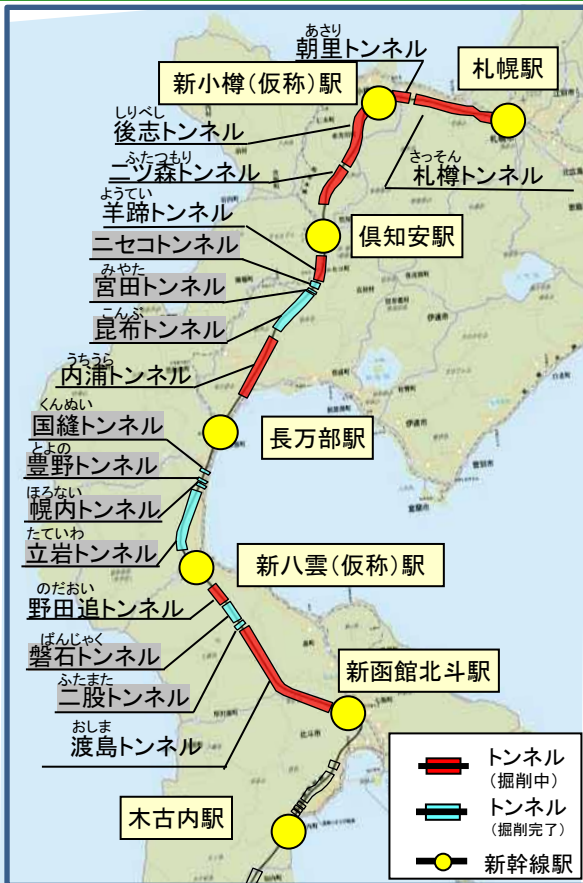 あさり
朝里トンネル
札幌駅
新小樽(仮称)駅
しりべし
後志トンネル
ふたつもり
二ツ森トンネル
さっそん
札樽トンネル
ようてい
羊蹄トンネル
倶知安駅
ニセコトンネル
みやた
宮田トンネル
こんぶ
昆布トンネル
うちうら
内浦トンネル
くんぬい
国縫トンネル
長万部駅
とよの
豊野トンネル
ほろない
幌内トンネル
たていわ
立岩トンネル
新八雲(仮称)駅
のだおい
野田追トンネル
ばんじゃく
磐石トンネル
ふたまた
二股トンネル
新函館北斗駅
おしま
渡島トンネル
北斗市
木古内駅
トンネル
(掘削中)
トンネル
(掘削完了)
新幹線駅